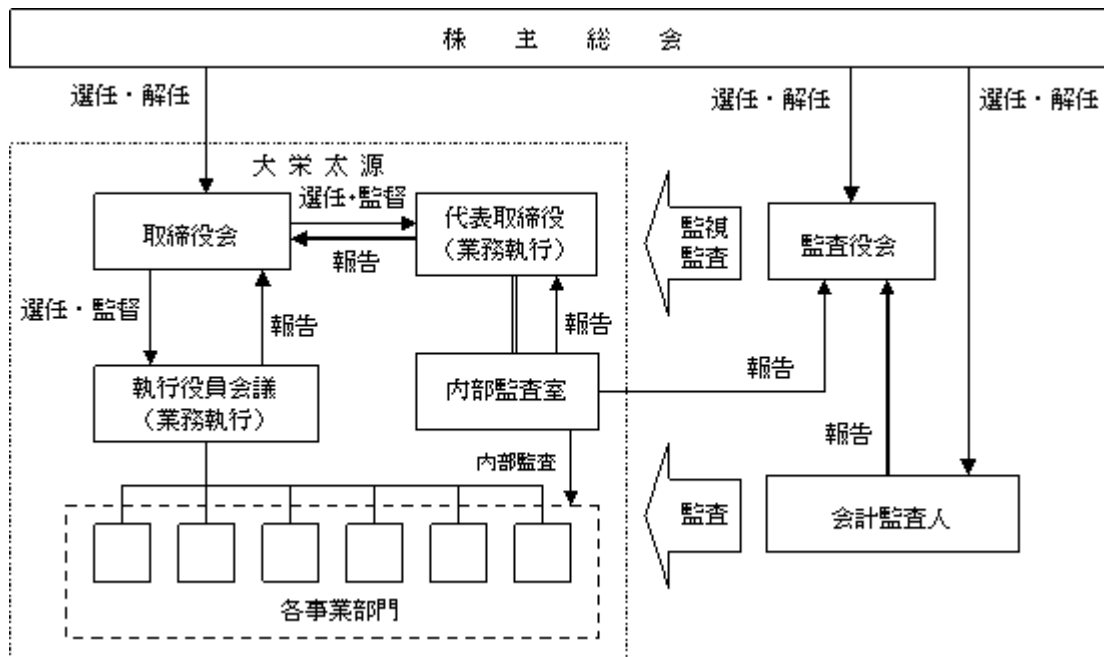 株主総会
選任・解任
選任・解任
選任・解任
大栄太源
選任・監督
取締役会
代表取締役
（業務執行）
報告
監視
監査
監査役会
選任・監督
報告
報告
執行役員会議
（業務執行）
内部監査室
報告
報告
内部監査
監査
会計監査人
各事業部門